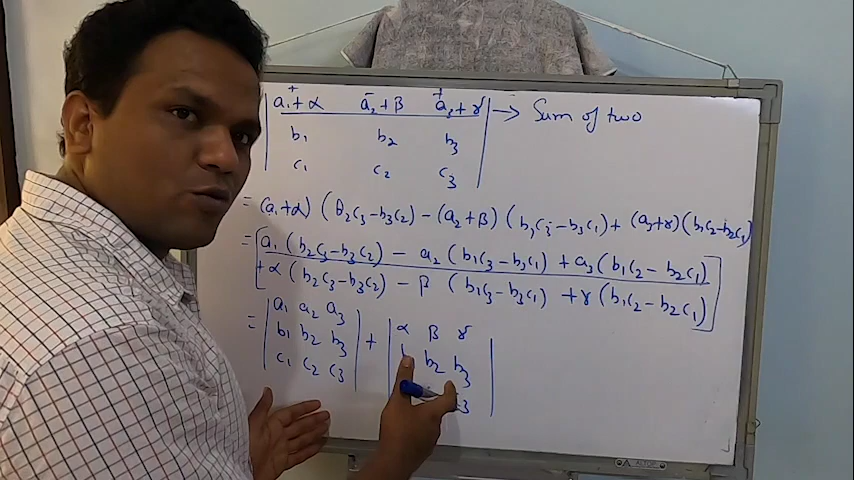 + - +
a₁+α a₂+β a₃+γ → Sum of two
b₁ b₂ b₃
c₁ c₂ c₃
= (a₁+α) (b₂c₃-b₃c₂) - (a₂+β) (b₁c₃-b₃c₁) + (a₃+γ) (b₁c₂-b₂c₁)
= [a₁ (b₂c₃-b₃c₂) - a₂ (b₁c₃-b₃c₁) + a₃ (b₁c₂-b₂c₁)
+α (b₂c₃-b₃c₂) - β (b₁c₃-b₃c₁) + γ (b₁c₂-b₂c₁)]
= |a₁ a₂ a₃| + |α β γ|
b₁ b₂ b₃ b₂ b₃
c₁ c₂ c₃